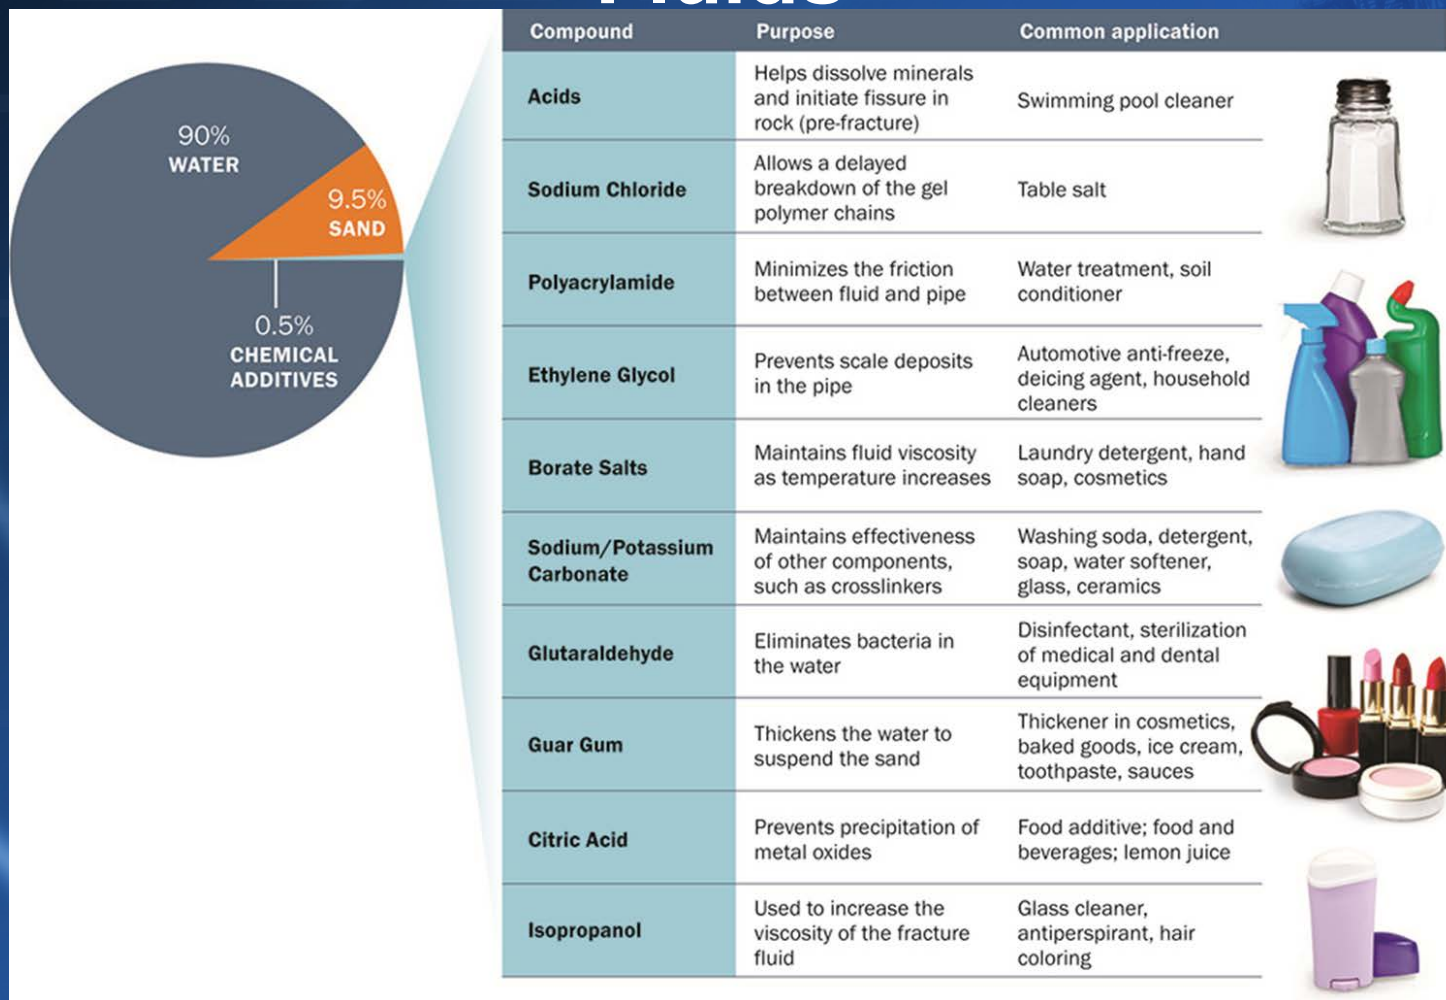 90%
WATER
9.5%
SAND
0.5%
CHEMICAL
ADDITIVES
Compound Purpose Common application
Acids
Helps dissolve minerals
and initiate fissure in
rock (pre-fracture)
Swimming pool cleaner
Sodium Chloride
Allows a delayed
breakdown of the gel
polymer chains
Table salt
Polyacrylamide
Minimizes the friction
between fluid and pipe
Water treatment, soil
conditioner
Ethylene Glycol
Prevents scale deposits
in the pipe
Automotive anti-freeze,
deicing agent, household
cleaners
Borate Salts
Maintains fluid viscosity
as temperature increases
Laundry detergent, hand
soap, cosmetics
Sodium/Potassium
Carbonate
Maintains effectiveness
of other components,
such as crosslinkers
Washing soda, detergent,
soap, water softener,
glass, ceramics
Glutaraldehyde
Eliminates bacteria in
the water
Disinfectant, sterilization
of medical and dental
equipment
Guar Gum
Thickens the water to
suspend the sand
Thickener in cosmetics,
baked goods, ice cream,
toothpaste, sauces
Citric Acid
Prevents precipitation of
metal oxides
Food additive; food and
beverages; lemon juice
Isopropanol
Used to increase the
viscosity of the fracture
fluid
Glass cleaner,
antiperspirant, hair
coloring